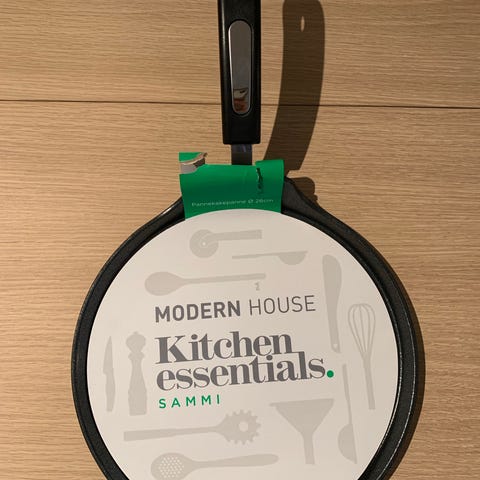 Pannekakepanne Ø 26cm
MODERN HOUSE
Kitchen
essentials.
SAMMI